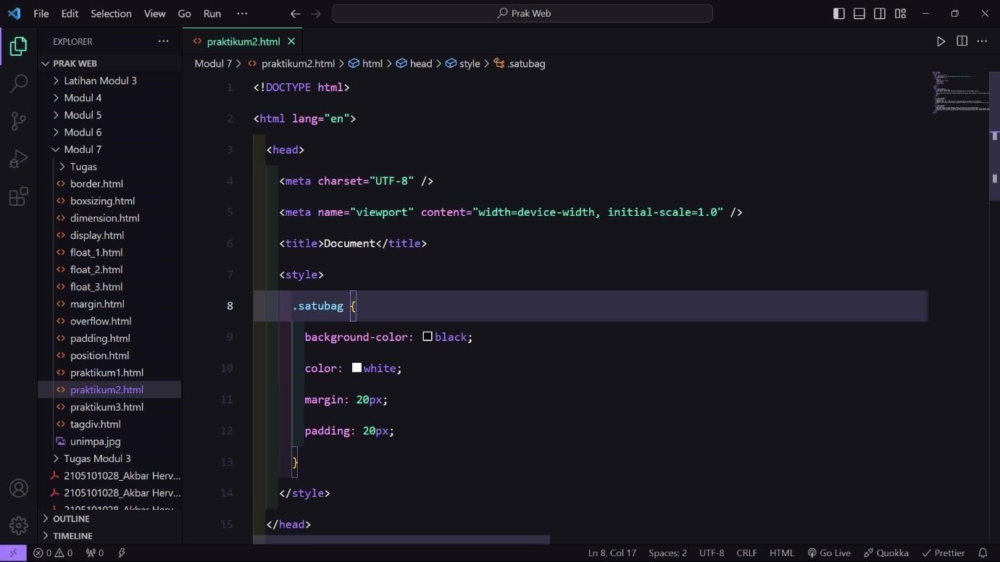 File Edit Selection View Go Run ... Prak Web
EXPLORER ...
PRAK WEB
Latihan Modul 3
Modul 4
Modul 5
Modul 6
Modul 7
Tugas
border.html
boxsizing.html
dimension.html
display.html
float_1.html
float_2.html
float_3.html
margin.html
overflow.html
padding.html
position.html
praktikum1.html
praktikum2.html
praktikum3.html
tagdiv.html
unimpa.jpg
Tugas Modul 3
2105101028_Akbar Herv...
2105101028_Akbar Herv...
2105101028_Akbar Herv...
OUTLINE
TIMELINE
praktikum2.html
Modul 7 > praktikum2.html > html > head > style > .satubag
1 <!DOCTYPE html>
2 <html lang="en">
3 <head>
4 <meta charset="UTF-8" />
5 <meta name="viewport" content="width=device-width, initial-scale=1.0" />
6 <title>Document</title>
7 <style>
8 .satubag {
9 background-color: black;
10 color: white;
11 margin: 20px;
12 padding: 20px;
13 }
14 </style>
15 </head>
0 0 0 Ln 8, Col 17 Spaces: 2 UTF-8 CRLF HTML Go Live Quokka Prettier